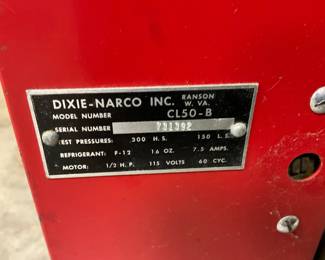 DIXIE-NARCO INC. RANSON W. VA.
MODEL NUMBER CL50-B
SERIAL NUMBER
TEST PRESSURES: 300 H.S. 150 L.S.
REFRIGERANT: F-12 16 OZ. 7.5 AMPS.
MOTOR: 1/2 H.P. 115 VOLTS 60 CYC.